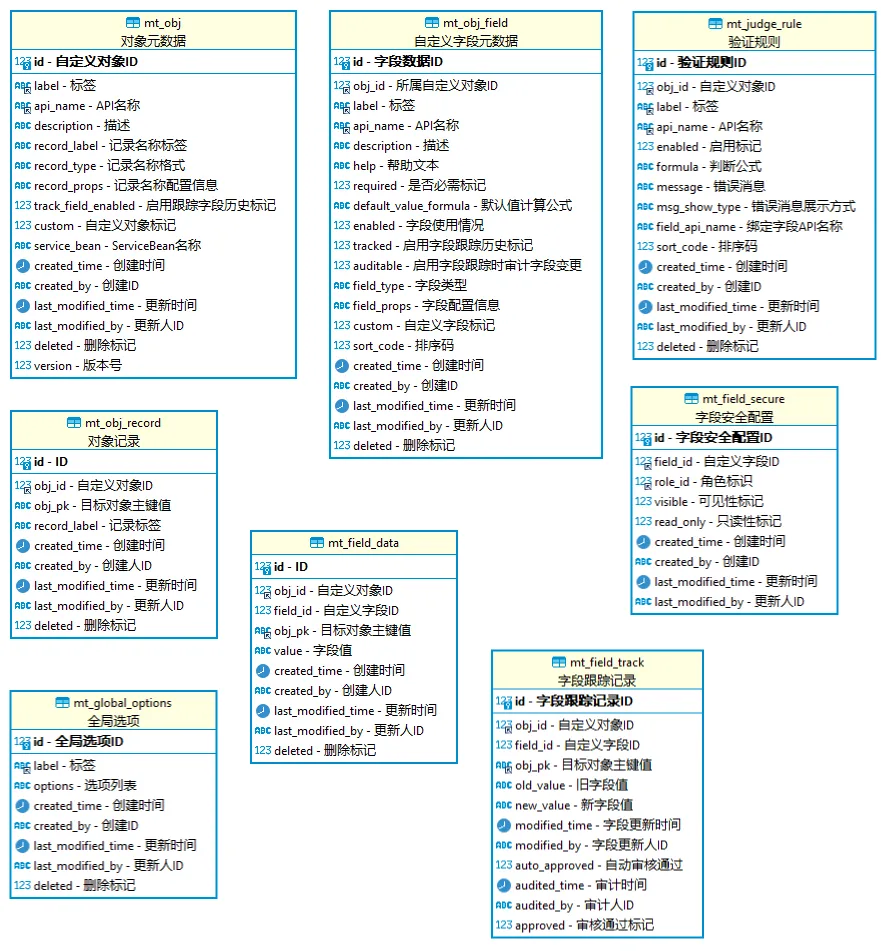 mt_obj
对象元数据
123 id - 自定义对象ID
ABC label - 标签
ABC api_name - API名称
ABC description - 描述
ABC record_label - 记录名称标签
ABC record_type - 记录名称格式
ABC record_props - 记录名称配置信息
123 track_field_enabled - 启用跟踪字段历史标记
123 custom - 自定义对象标记
ABC service_bean - ServiceBean名称
created_time - 创建时间
ABC created_by - 创建ID
last_modified_time - 更新时间
ABC last_modified_by - 更新人ID
123 deleted - 删除标记
123 version - 版本号
mt_obj_field
自定义字段元数据
123 id - 字段数据ID
123 obj_id - 所属自定义对象ID
ABC label - 标签
ABC api_name - API名称
ABC description - 描述
ABC help - 帮助文本
123 required - 是否必需标记
ABC default_value_formula - 默认值计算公式
123 enabled - 字段使用情况
123 tracked - 启用字段跟踪历史标记
123 auditable - 启用字段跟踪时审计字段变更
ABC field_type - 字段类型
ABC field_props - 字段配置信息
123 custom - 自定义字段标记
123 sort_code - 排序码
created_time - 创建时间
ABC created_by - 创建ID
last_modified_time - 更新时间
ABC last_modified_by - 更新人ID
123 deleted - 删除标记
mt_judge_rule
验证规则
123 id - 验证规则ID
123 obj_id - 自定义对象ID
ABC label - 标签
ABC api_name - API名称
123 enabled - 启用标记
ABC formula - 判断公式
ABC message - 错误消息
ABC msg_show_type - 错误消息展示方式
ABC field_api_name - 绑定字段API名称
123 sort_code - 排序码
created_time - 创建时间
ABC created_by - 创建ID
last_modified_time - 更新时间
ABC last_modified_by - 更新人ID
123 deleted - 删除标记
mt_obj_record
对象记录
123 id - ID
123 obj_id - 自定义对象ID
ABC obj_pk - 目标对象主键值
ABC record_label - 记录标签
created_time - 创建时间
ABC created_by - 创建人ID
last_modified_time - 更新时间
ABC last_modified_by - 更新人ID
123 deleted - 删除标记
mt_field_secure
字段安全配置
123 id - 字段安全配置ID
123 field_id - 自定义字段ID
123 role_id - 角色标识
123 visible - 可见性标记
123 read_only - 只读性标记
created_time - 创建时间
ABC created_by - 创建ID
last_modified_time - 更新时间
ABC last_modified_by - 更新人ID
mt_field_data
123 id - ID
123 obj_id - 自定义对象ID
123 field_id - 自定义字段ID
ABC obj_pk - 目标对象主键值
ABC value - 字段值
created_time - 创建时间
ABC created_by - 创建人ID
last_modified_time - 更新时间
ABC last_modified_by - 更新人ID
123 deleted - 删除标记
mt_global_options
全局选项
123 id - 全局选项ID
ABC label - 标签
ABC options - 选项列表
created_time - 创建时间
ABC created_by - 创建ID
last_modified_time - 更新时间
ABC last_modified_by - 更新人ID
123 deleted - 删除标记
mt_field_track
字段跟踪记录
123 id - 字段跟踪记录ID
123 obj_id - 自定义对象ID
123 field_id - 自定义字段ID
ABC obj_pk - 目标对象主键值
ABC old_value - 旧字段值
ABC new_value - 新字段值
modified_time - 字段更新时间
ABC modified_by - 字段更新人ID
123 auto_approved - 自动审核通过
audited_time - 审计时间
ABC audited_by - 审计人ID
123 approved - 审核通过标记